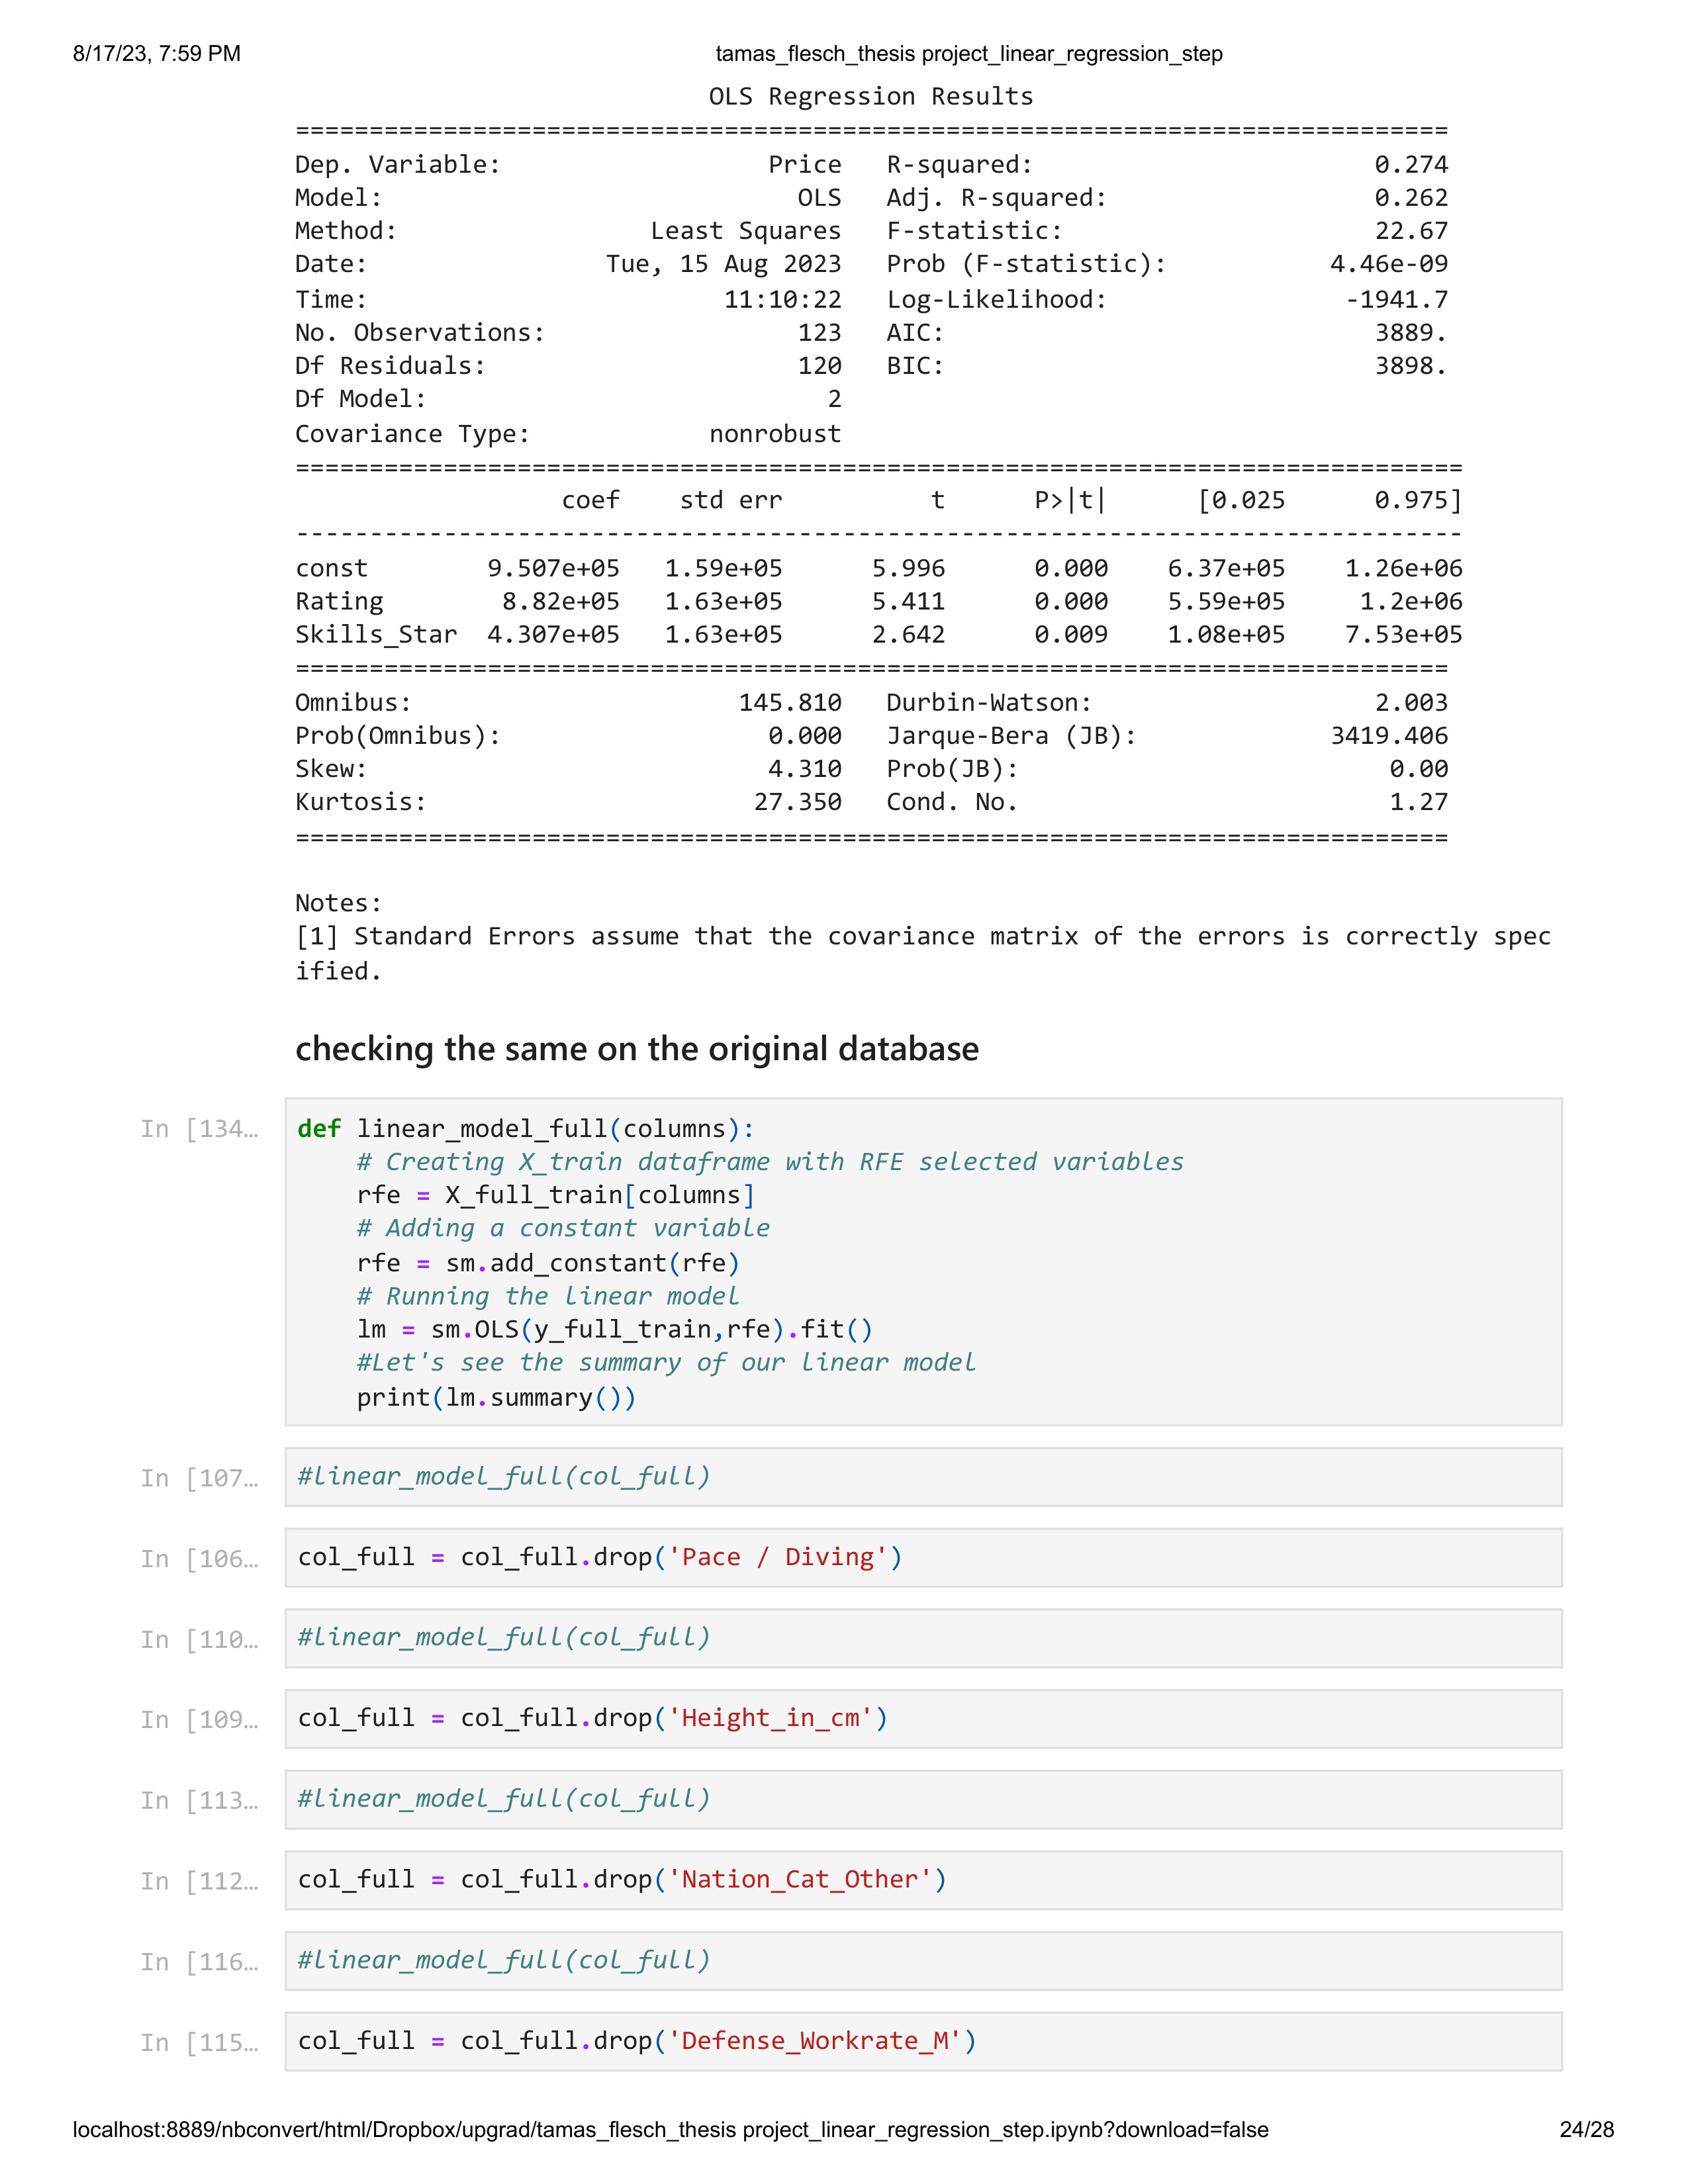 8/17/23, 7:59 PM tamas_flesch_thesis project_linear_regression_step
OLS Regression Results
==============================================================================
Dep. Variable: Price R-squared: 0.274
Model: OLS Adj. R-squared: 0.262
Method: Least Squares F-statistic: 22.67
Date: Tue, 15 Aug 2023 Prob (F-statistic): 4.46e-09
Time: 11:10:22 Log-Likelihood: -1941.7
No. Observations: 123 AIC: 3889.
Df Residuals: 120 BIC: 3898.
Df Model: 2
Covariance Type: nonrobust
===============================================================================
coef std err t P>|t| [0.025 0.975]
-------------------------------------------------------------------------------
const 9.507e+05 1.59e+05 5.996 0.000 6.37e+05 1.26e+06
Rating 8.82e+05 1.63e+05 5.411 0.000 5.59e+05 1.2e+06
Skills_Star 4.307e+05 1.63e+05 2.642 0.009 1.08e+05 7.53e+05
==============================================================================
Omnibus: 145.810 Durbin-Watson: 2.003
Prob(Omnibus): 0.000 Jarque-Bera (JB): 3419.406
Skew: 4.310 Prob(JB): 0.00
Kurtosis: 27.350 Cond. No. 1.27
==============================================================================
Notes:
[1] Standard Errors assume that the covariance matrix of the errors is correctly spec
ified.
checking the same on the original database
In [134… def linear_model_full(columns):
# Creating X_train dataframe with RFE selected variables
rfe = X_full_train[columns]
# Adding a constant variable
rfe = sm.add_constant(rfe)
# Running the linear model
lm = sm.OLS(y_full_train,rfe).fit()
#Let's see the summary of our linear model
print(lm.summary())
In [107… #linear_model_full(col_full)
In [106… col_full = col_full.drop('Pace / Diving')
In [110… #linear_model_full(col_full)
In [109… col_full = col_full.drop('Height_in_cm')
In [113… #linear_model_full(col_full)
In [112… col_full = col_full.drop('Nation_Cat_Other')
In [116… #linear_model_full(col_full)
In [115… col_full = col_full.drop('Defense_Workrate_M')
localhost:8889/nbconvert/html/Dropbox/upgrad/tamas_flesch_thesis project_linear_regression_step.ipynb?download=false 24/28